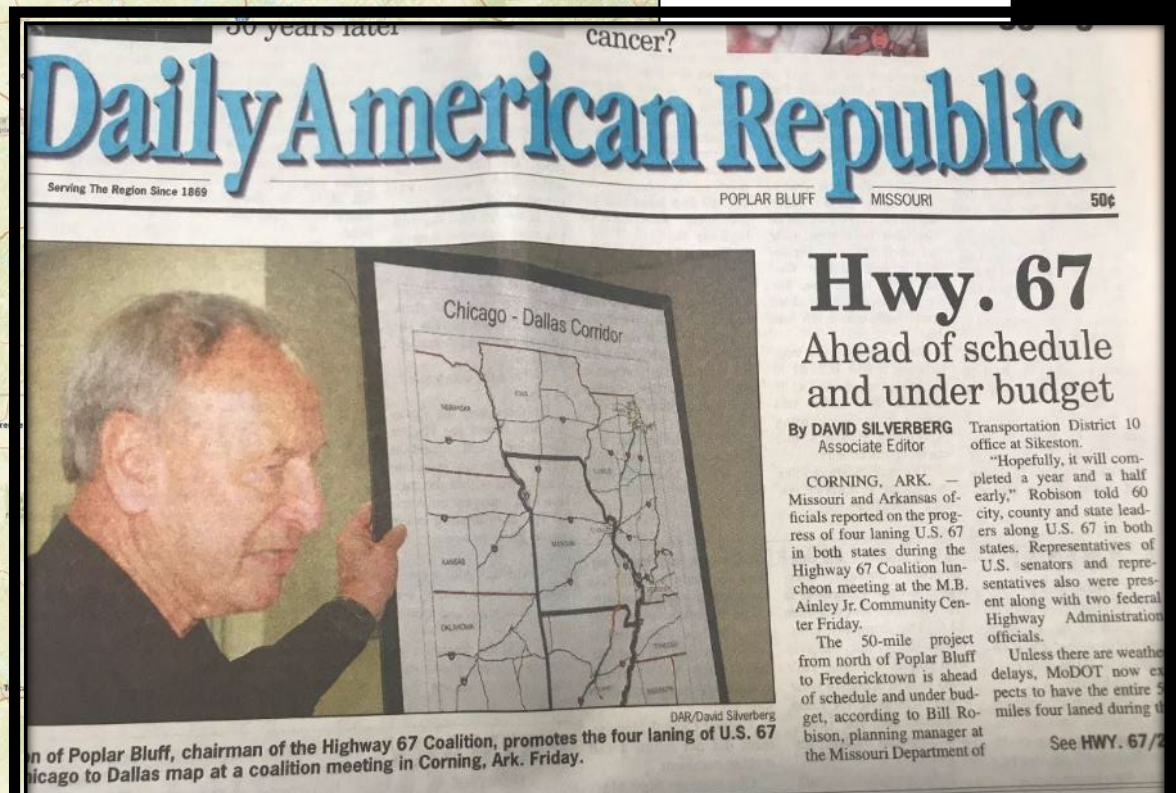 30 years later
cancer?
Daily American Republic
Serving The Region Since 1869
POPLAR BLUFF
MISSOURI
50¢
Chicago - Dallas Corridor
NEBRASKA
IOWA
KANSAS
MISSOURI
OKLAHOMA
Hwy. 67
Ahead of schedule
and under budget
By DAVID SILVERBERG
Associate Editor
CORNING, ARK. —
Missouri and Arkansas of-
ficials reported on the prog-
ress of four laning U.S. 67
in both states during the
Highway 67 Coalition lun-
cheon meeting at the M.B.
Ainley Jr. Community Cen-
ter Friday.
The 50-mile project
from north of Poplar Bluff
to Fredericktown is ahead
of schedule and under bud-
get, according to Bill Ro-
bison, planning manager at
the Missouri Department of
Transportation District 10
office at Sikeston.
"Hopefully, it will com-
pleted a year and a half
early," Robison told 60
city, county and state lead-
ers along U.S. 67 in both
states. Representatives of
U.S. senators and repre-
sentatives also were pres-
ent along with two federal
Highway Administration
officials.
Unless there are weathe
delays, MoDOT now ex
pects to have the entire 5
miles four laned during th
See HWY. 67/2
DAR/David Silverberg
n of Poplar Bluff, chairman of the Highway 67 Coalition, promotes the four laning of U.S. 67
hicago to Dallas map at a coalition meeting in Corning, Ark. Friday.